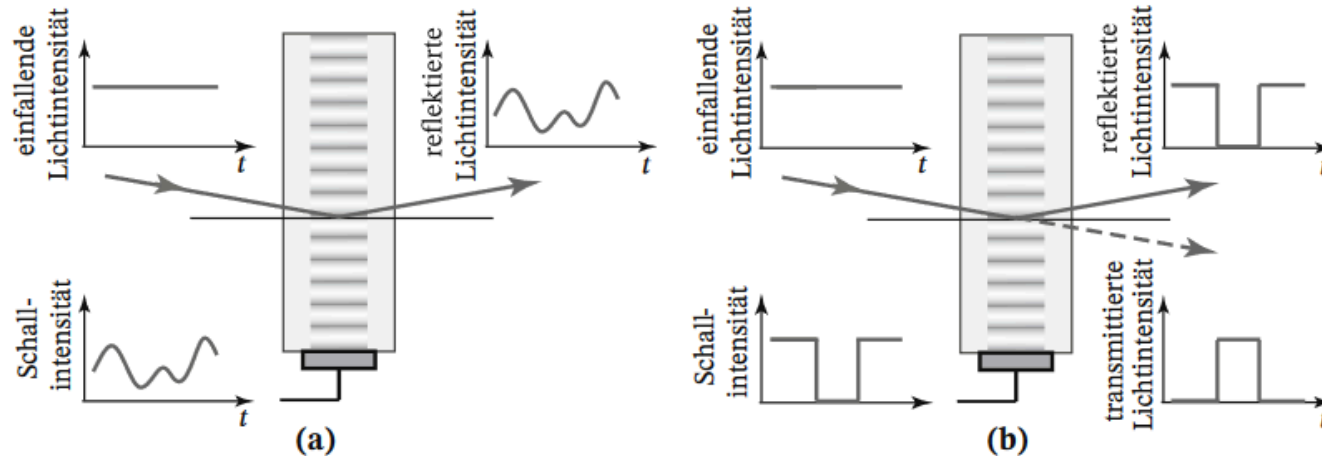 einfallende
Lichtintensität
t
reflektierte
Lichtintensität
t
Schall-
intensität
t
(a)
einfallende
Lichtintensität
t
reflektierte
Lichtintensität
t
Schall-
intensität
t
transmittierte
Lichtintensität
t
(b)